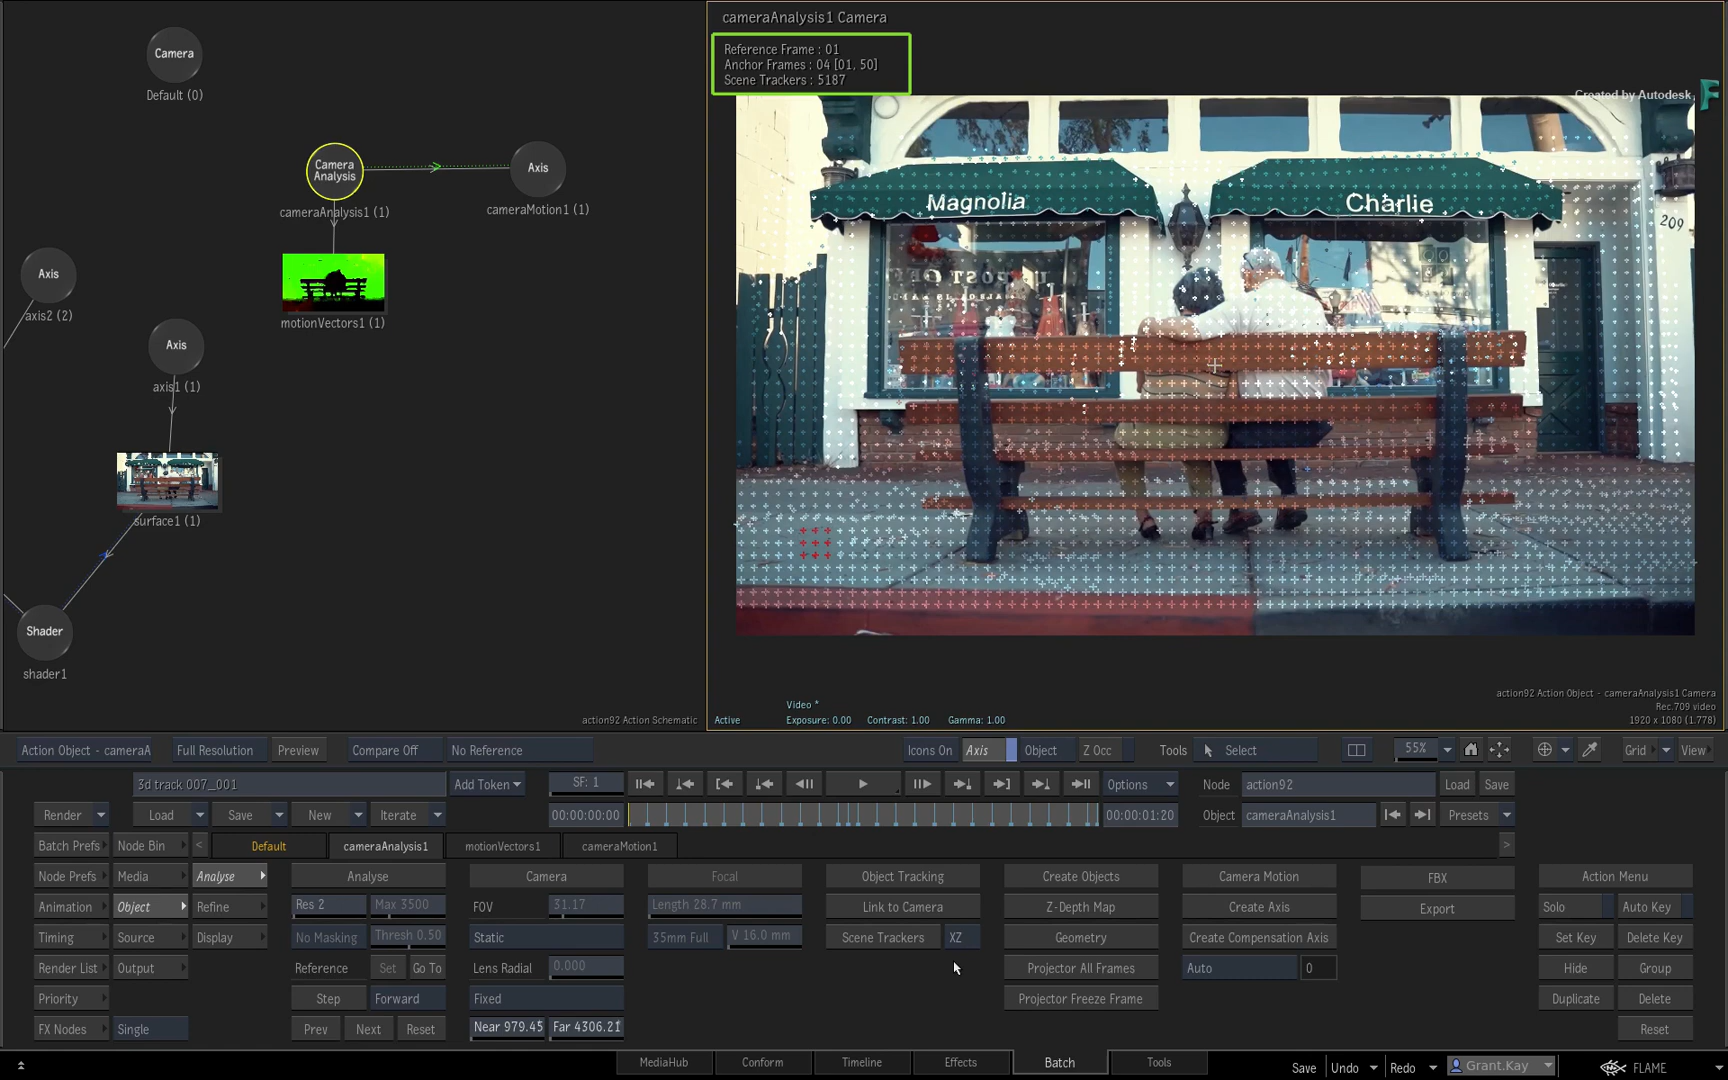 cameraAnalysis1 Camera
Reference Frame : 01
Anchor Frames : 04 [01, 50]
Scene Trackers : 5187
Created by Autodesk
Camera
Default (0)
Camera
Analysis
cameraAnalysis1 (1)
Axis
cameraMotion1 (1)
motionVectors1 (1)
Axis
axis2 (2)
Axis
axis1 (1)
surface1 (1)
Shader
shader1
Magnolia
Charlie
209
action92 Action Schematic
Video *
Active
Exposure: 0.00 Contrast: 1.00 Gamma: 1.00
action92 Action Object - cameraAnalysis1 Camera
Rec.709 video
1920 x 1080 (1.778)
Action Object - cameraA Full Resolution Preview Compare Off No Reference Icons On Axis Object Z Occ Tools Select 55% Grid View
3d track 007_001 Add Token SF: 1 Options Node action92 Load Save
Render Load Save New Iterate 00:00:00:00 00:00:01:20 Object cameraAnalysis1 Presets
Batch Prefs Node Bin < Default cameraAnalysis1 motionVectors1 cameraMotion1 >
Node Prefs Media Analyse Analyse Camera Focal Object Tracking Create Objects Camera Motion FBX Action Menu
Animation Object Refine Res 2 Max 3500 FOV 31.17 Length 28.7 mm Link to Camera Z-Depth Map Create Axis Export Solo Auto Key
Timing Source Display No Masking Thresh 0.50 Static 35mm Full V 16.0 mm Scene Trackers XZ Geometry Create Compensation Axis Set Key Delete Key
Render List Output Reference Set Go To Lens Radial 0.000 Projector All Frames Auto 0 Hide Group
Priority Step Forward Fixed Projector Freeze Frame Duplicate Delete
FX Nodes Single Prev Next Reset Near 979.45 Far 4306.21 Reset
MediaHub Conform Timeline Effects Batch Tools Save Undo Redo Grant.Kay FLAME